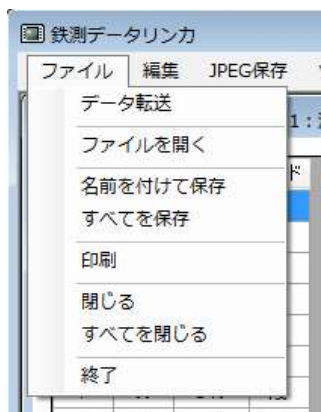 鉄測データリンカ
ファイル 編集 JPEG保存
データ転送
1:
ファイルを開く
ド
名前を付けて保存
すべてを保存
印刷
閉じる
すべてを閉じる
終了